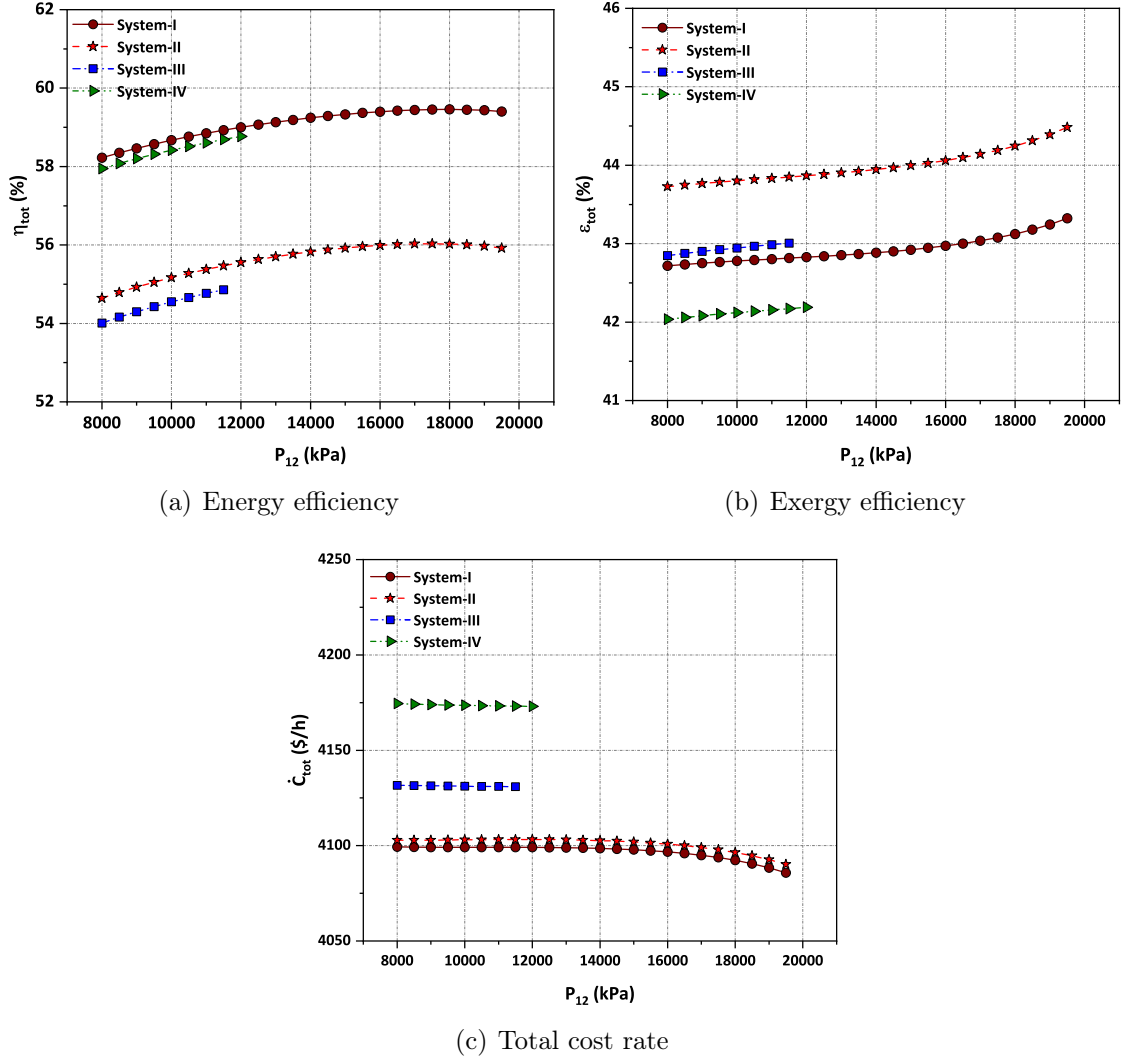 62
60
58
56
54
52
η_tot (%)
System-I
System-II
System-III
System-IV
8000 10000 12000 14000 16000 18000 20000
P_12 (kPa)
(a) Energy efficiency
46
45
44
43
42
41
ε_tot (%)
System-I
System-II
System-III
System-IV
8000 10000 12000 14000 16000 18000 20000
P_12 (kPa)
(b) Exergy efficiency
4250
4200
4150
4100
4050
Ċ_tot ($/h)
System-I
System-II
System-III
System-IV
8000 10000 12000 14000 16000 18000 20000
P_12 (kPa)
(c) Total cost rate